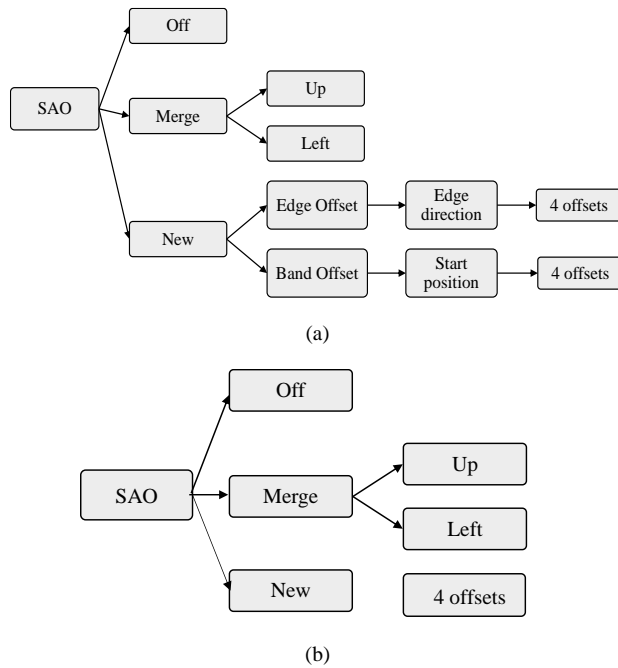 Off
SAO
Merge
Up
Left
New
Edge Offset
Edge
direction
4 offsets
Band Offset
Start
position
4 offsets
(a)
Off
SAO
Merge
Up
Left
New
4 offsets
(b)